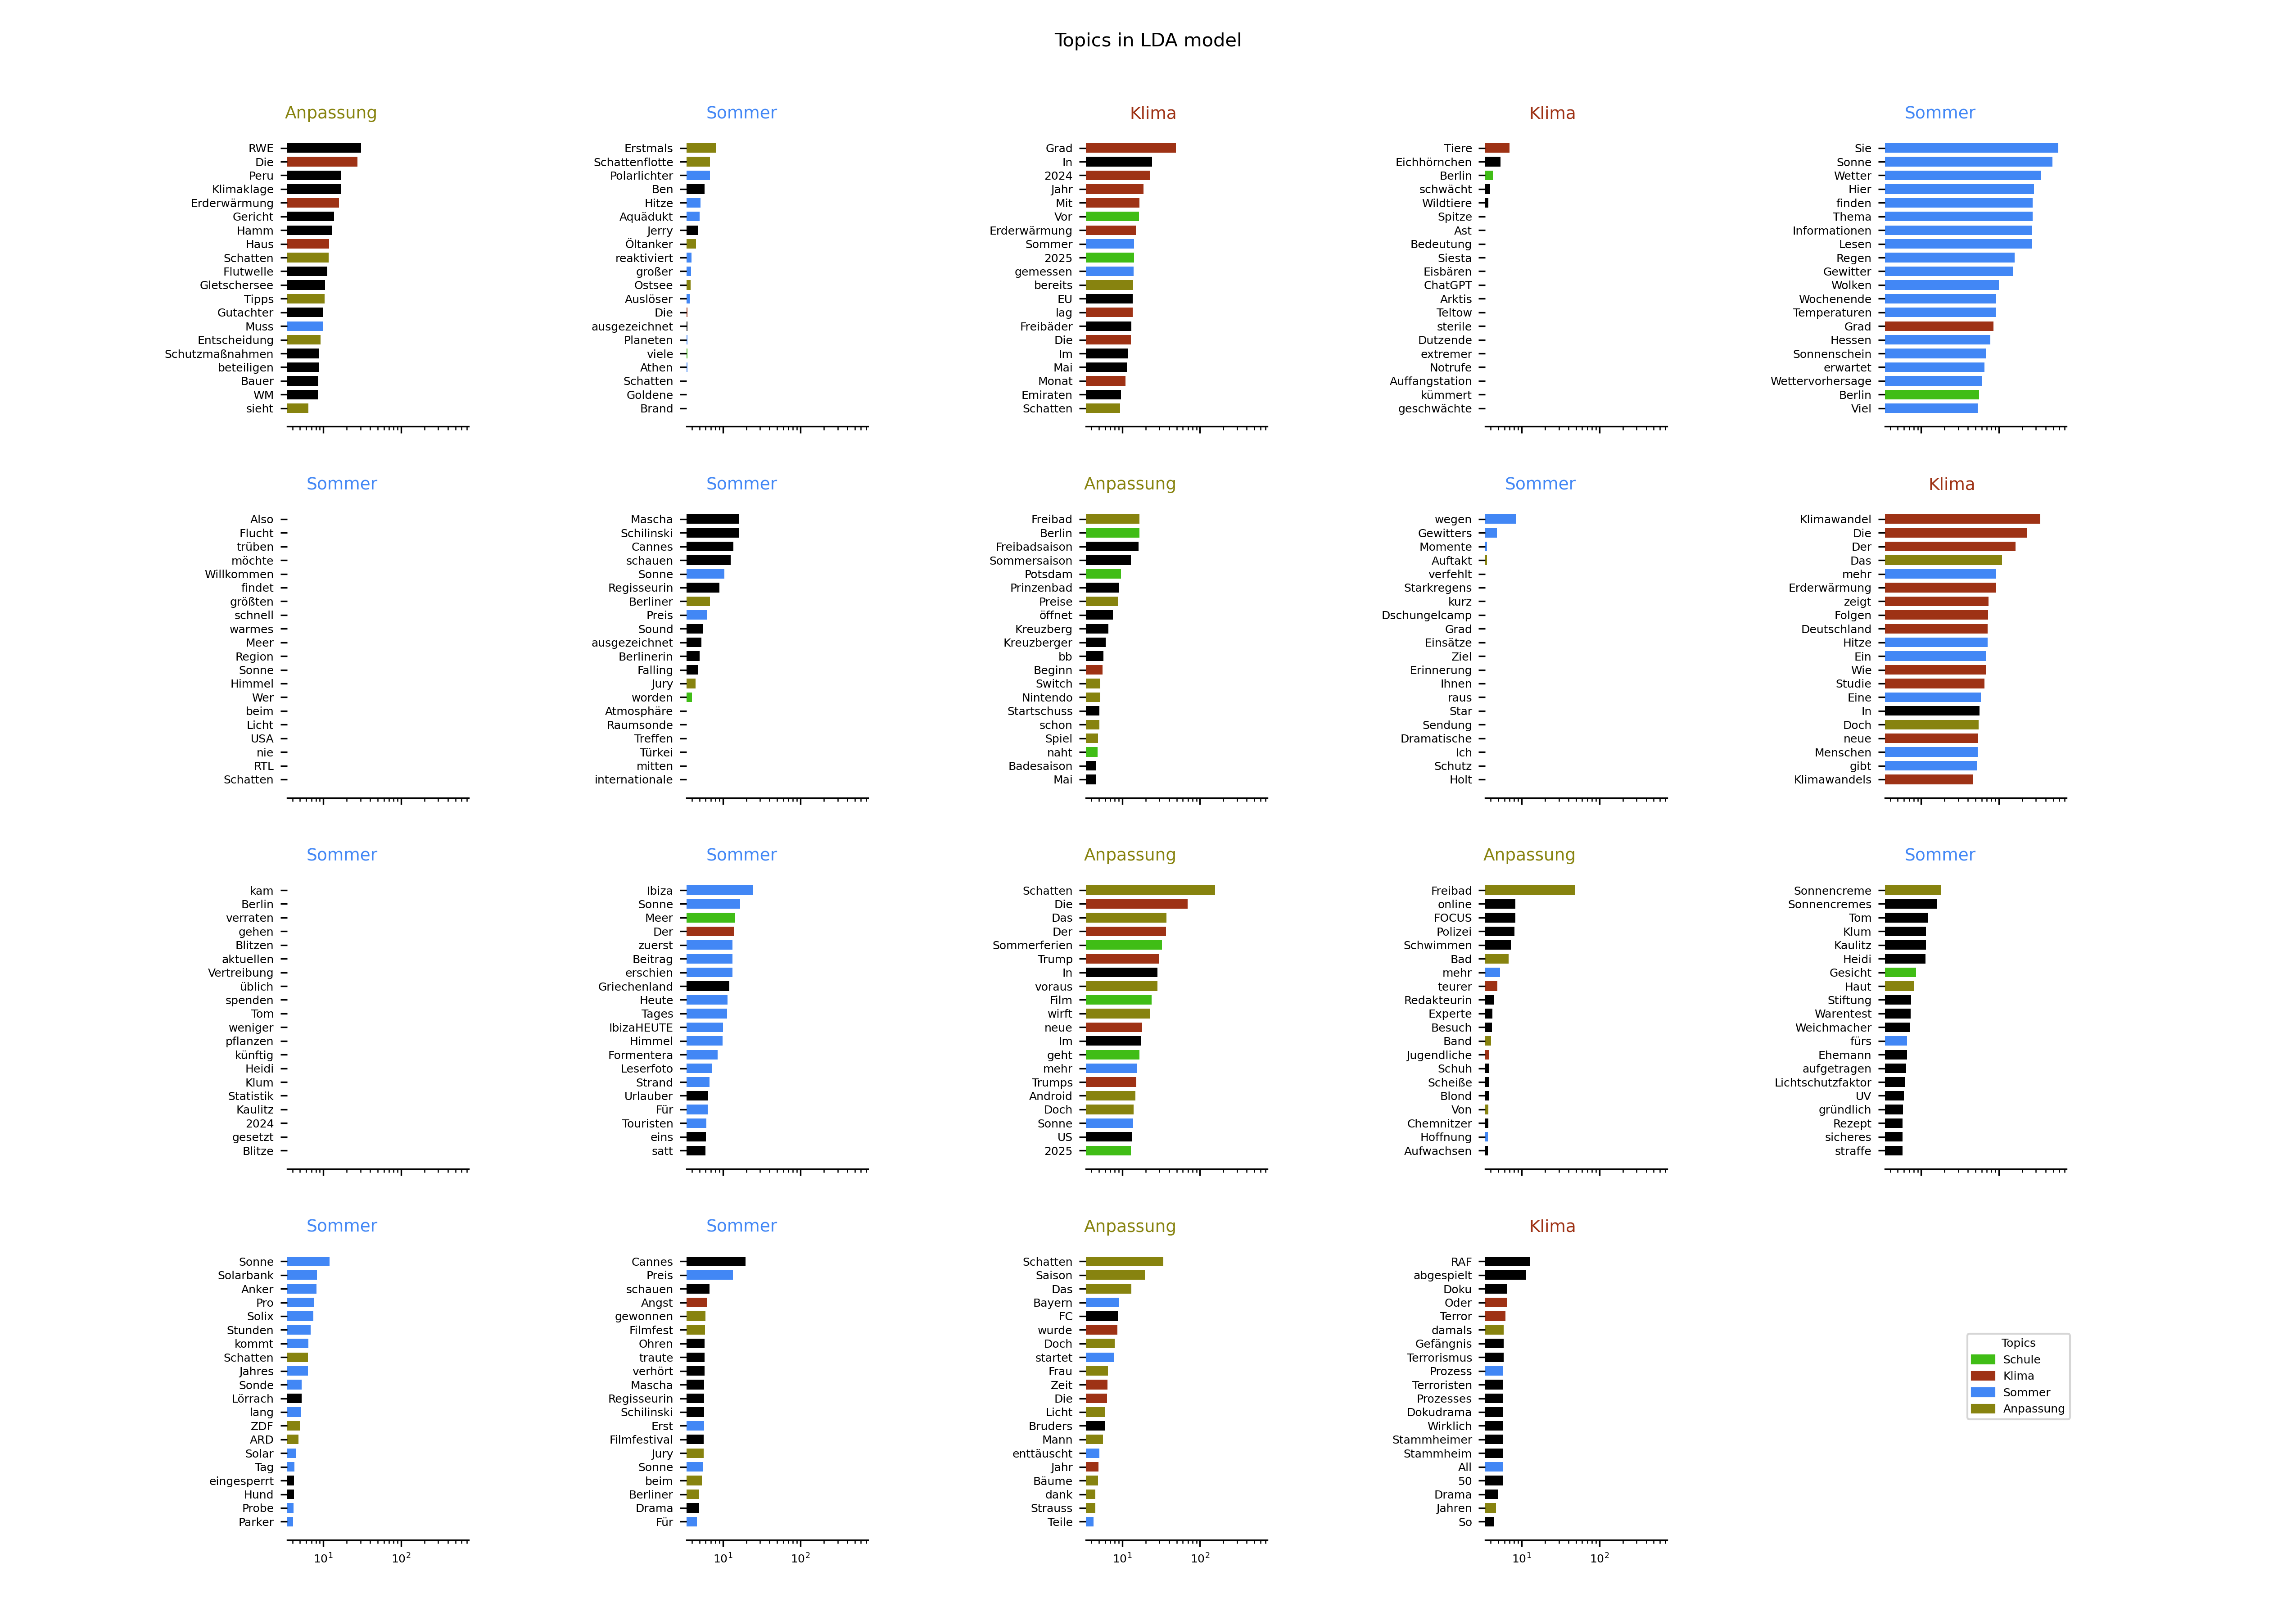 Topics in LDA model
Anpassung
RWE
Die
Peru
Klimaklage
Erderwärmung
Gericht
Hamm
Haus
Schatten
Flutwelle
Gletschersee
Tipps
Gutachter
Muss
Entscheidung
Schutzmaßnahmen
beteiligen
Bauer
WM
sieht
Sommer
Erstmals
Schattenflotte
Polarlichter
Ben
Hitze
Aquädukt
Jerry
Öltanker
reaktiviert
großer
Ostsee
Auslöser
Die
ausgezeichnet
Planeten
viele
Athen
Schatten
Goldene
Brand
Klima
Grad
In
2024
Jahr
Mit
Vor
Erderwärmung
Sommer
2025
gemessen
bereits
EU
lag
Freibäder
Die
Im
Mai
Monat
Emiraten
Schatten
Klima
Tiere
Eichhörnchen
Berlin
schwächt
Wildtiere
Spitze
Ast
Bedeutung
Siesta
Eisbären
ChatGPT
Arktis
Teltow
sterile
Dutzende
extremer
Notrufe
Auffangstation
kümmert
geschwächte
Sommer
Sie
Sonne
Wetter
Hier
finden
Thema
Informationen
Lesen
Regen
Gewitter
Wolken
Wochenende
Temperaturen
Grad
Hessen
Sonnenschein
erwartet
Wettervorhersage
Berlin
Viel
Sommer
Also
Flucht
trüben
möchte
Willkommen
findet
größten
schnell
warmes
Meer
Region
Sonne
Himmel
Wer
beim
Licht
USA
nie
RTL
Schatten
Sommer
Mascha
Schilinski
Cannes
schauen
Sonne
Regisseurin
Berliner
Preis
Sound
ausgezeichnet
Berlinerin
Falling
Jury
worden
Atmosphäre
Raumsonde
Treffen
Türkei
mitten
internationale
Anpassung
Freibad
Berlin
Freibadsaison
Sommersaison
Potsdam
Prinzenbad
Preise
öffnet
Kreuzberg
Kreuzberger
bb
Beginn
Switch
Nintendo
Startschuss
schon
Spiel
naht
Badesaison
Mai
Sommer
wegen
Gewitters
Momente
Auftakt
verfehlt
Starkregens
kurz
Dschungelcamp
Grad
Einsätze
Ziel
Erinnerung
Ihnen
raus
Star
Sendung
Dramatische
Ich
Schutz
Holt
Klima
Klimawandel
Die
Der
Das
mehr
Erderwärmung
zeigt
Folgen
Deutschland
Hitze
Ein
Wie
Studie
Eine
In
Doch
neue
Menschen
gibt
Klimawandels
Sommer
kam
Berlin
verraten
gehen
Blitzen
aktuellen
Vertreibung
üblich
spenden
Tom
weniger
pflanzen
künftig
Heidi
Klum
Statistik
Kaulitz
2024
gesetzt
Blitze
Sommer
Ibiza
Sonne
Meer
Der
zuerst
Beitrag
erschien
Griechenland
Heute
Tages
IbizaHEUTE
Himmel
Formentera
Leserfoto
Strand
Urlauber
Für
Touristen
eins
satt
Anpassung
Schatten
Die
Das
Der
Sommerferien
Trump
In
voraus
Film
wirft
neue
Im
geht
mehr
Trumps
Android
Doch
Sonne
US
2025
Anpassung
Freibad
online
FOCUS
Polizei
Schwimmen
Bad
mehr
teurer
Redakteurin
Experte
Besuch
Band
Jugendliche
Schuh
Scheiße
Blond
Von
Chemnitzer
Hoffnung
Aufwachsen
Sommer
Sonnencreme
Sonnencremes
Tom
Klum
Kaulitz
Heidi
Gesicht
Haut
Stiftung
Warentest
Weichmacher
fürs
Ehemann
aufgetragen
Lichtschutzfaktor
UV
gründlich
Rezept
sicheres
straffe
Sommer
Sonne
Solarbank
Anker
Pro
Solix
Stunden
kommt
Schatten
Jahres
Sonde
Lörrach
lang
ZDF
ARD
Solar
Tag
eingesperrt
Hund
Probe
Parker
10¹ 10²
Sommer
Cannes
Preis
schauen
Angst
gewonnen
Filmfest
Ohren
traute
verhört
Mascha
Regisseurin
Schilinski
Erst
Filmfestival
Jury
Sonne
beim
Berliner
Drama
Für
10¹ 10²
Anpassung
Schatten
Saison
Das
Bayern
FC
wurde
Doch
startet
Frau
Zeit
Die
Licht
Bruders
Mann
enttäuscht
Jahr
Bäume
dank
Strauss
Teile
10¹ 10²
Klima
RAF
abgespielt
Doku
Oder
Terror
damals
Gefängnis
Terrorismus
Prozess
Terroristen
Prozesses
Dokudrama
Wirklich
Stammheimer
Stammheim
All
50
Drama
Jahren
So
10¹ 10²
Topics
Schule
Klima
Sommer
Anpassung